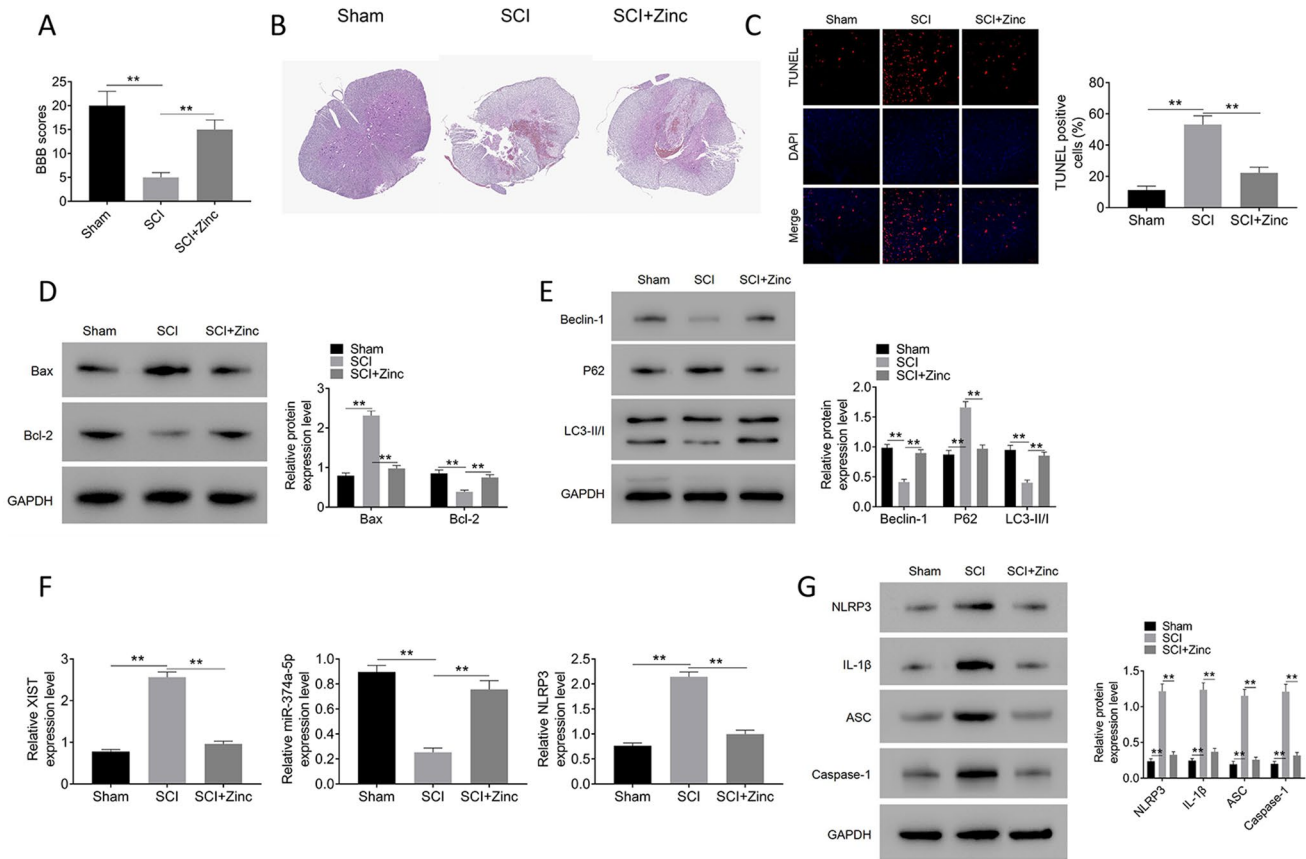 A
BBB scores
25
20
15
10
5
0
**
**
Sham
SCI
SCI+Zinc
B
Sham
SCI
SCI+Zinc
C
Sham
SCI
SCI+Zinc
TUNEL
DAPI
Merge
TUNEL positive
cells (%)
80
60
40
20
0
**
**
Sham
SCI
SCI+Zinc
D
Sham
SCI
SCI+Zinc
Bax
Bcl-2
GAPDH
Sham
SCI
SCI+Zinc
Relative protein
expression level
3
2
1
0
**
**
**
**
Bax
Bcl-2
E
Sham
SCI
SCI+Zinc
Beclin-1
P62
LC3-II/I
GAPDH
Sham
SCI
SCI+Zinc
Relative protein
expression level
2.0
1.5
1.0
0.5
0.0
**
**
**
**
**
**
Beclin-1
P62
LC3-II/I
F
Relative XIST
expression level
3
2
1
0
**
**
Sham
SCI
SCI+Zinc
Relative miR-374a-5p
expression level
1.0
0.8
0.6
0.4
0.2
0.0
**
**
Sham
SCI
SCI+Zinc
Relative NLRP3
expression level
2.5
2.0
1.5
1.0
0.5
0.0
**
**
Sham
SCI
SCI+Zinc
G
Sham
SCI
SCI+Zinc
NLRP3
IL-1β
ASC
Caspase-1
GAPDH
Sham
SCI
SCI+Zinc
Relative protein
expression level
1.5
1.0
0.5
0.0
**
**
**
**
**
**
**
**
NLRP3
IL-1β
ASC
Caspase-1